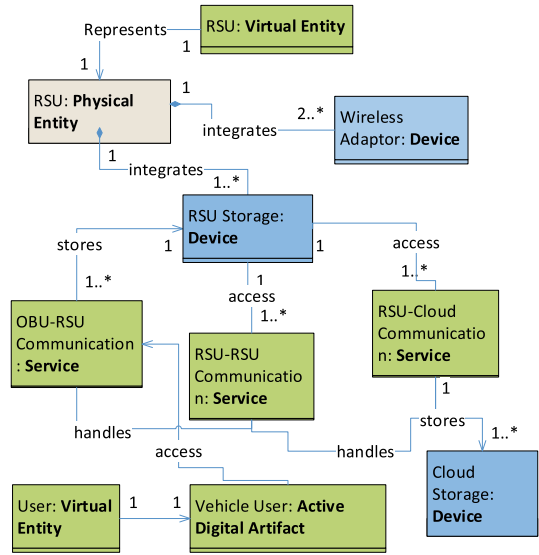 RSU: Virtual Entity
Represents
1
1
RSU: Physical
Entity
1
integrates
2..*
Wireless
Adaptor: Device
1
integrates
1..*
RSU Storage:
Device
stores
1
1..*
1
access
1..*
1
access
1..*
OBU-RSU
Communication
: Service
RSU-RSU
Communicatio
n: Service
RSU-Cloud
Communicatio
n: Service
1
stores
1..*
handles
handles
access
Cloud
Storage:
Device
User: Virtual
Entity
1
1
Vehicle User: Active
Digital Artifact